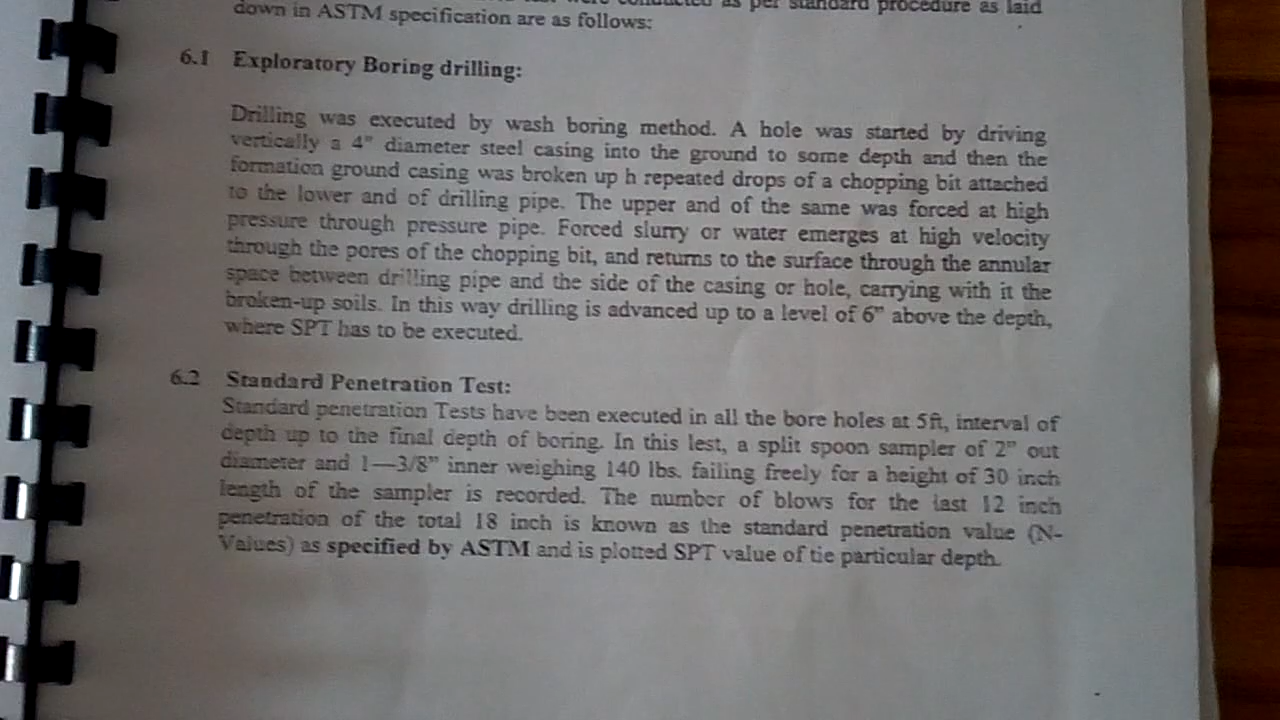 conducted as per standard procedure as laid
down in ASTM specification are as follows:
6.1 Exploratory Boring drilling:
Drilling was executed by wash boring method. A hole was started by driving
vertically a 4" diameter steel casing into the ground to some depth and then the
formation ground casing was broken up h repeated drops of a chopping bit attached
to the lower and of drilling pipe. The upper and of the same was forced at high
pressure through pressure pipe. Forced slurry or water emerges at high velocity
through the pores of the chopping bit, and returns to the surface through the annular
space between drilling pipe and the side of the casing or hole, carrying with it the
broken-up soils. In this way drilling is advanced up to a level of 6" above the depth,
where SPT has to be executed.
6.2 Standard Penetration Test:
Standard penetration Tests have been executed in all the bore holes at 5ft, interval of
depth up to the final depth of boring. In this lest, a split spoon sampler of 2" out
diameter and 1—3/8" inner weighing 140 lbs. failing freely for a height of 30 inch
length of the sampler is recorded. The number of blows for the last 12 inch
penetration of the total 18 inch is known as the standard penetration value (N-
Values) as specified by ASTM and is plotted SPT value of tie particular depth.